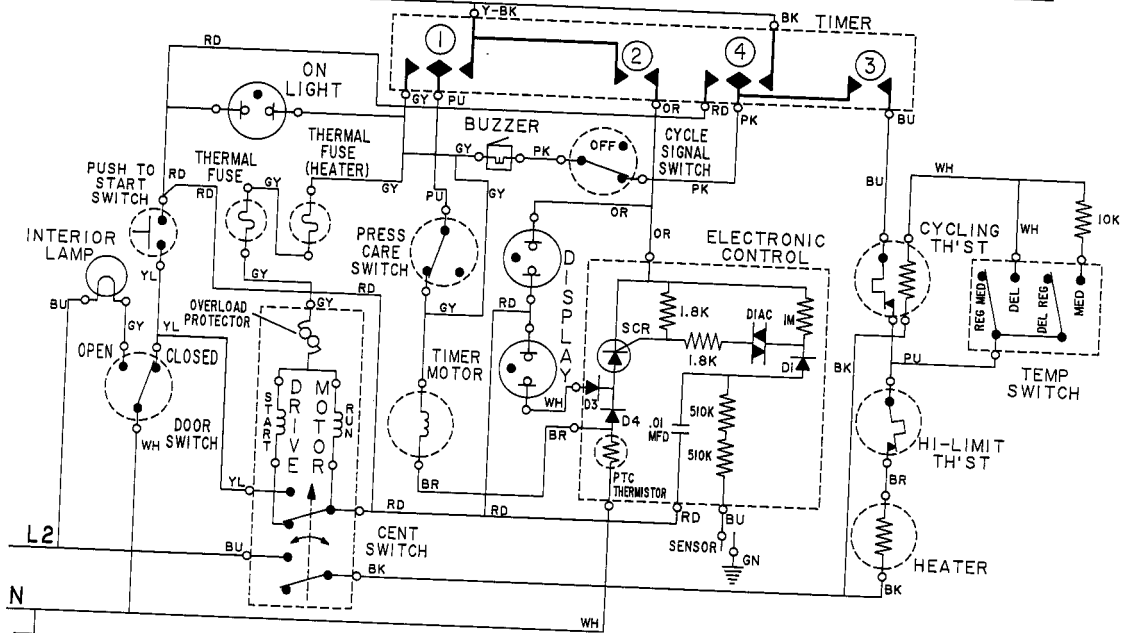 Y-BK
BK
TIMER
1
2
4
3
RD
ON
LIGHT
GY
PU
OR
RD
PK
BU
BUZZER
OFF
CYCLE
SIGNAL
SWITCH
PUSH TO
START
SWITCH
RD
RD
THERMAL
FUSE
THERMAL
FUSE
(HEATER)
GY
GY
PK
PK
GY
PU
OR
BU
WH
WH
10K
INTERIOR
LAMP
YL
GY
PRESS
CARE
SWITCH
DISPLAY
OR
ELECTRONIC
CONTROL
CYCLING
TH'ST
REG MED
DEL
DEL REG
MED
TEMP
SWITCH
BU
GY
YL
OVERLOAD
PROTECTOR
GY
RD
GY
RD
SCR
1.8K
1.8K
DIAC
1M
D1
OPEN
CLOSED
DOOR
SWITCH
WH
START
DRIVE
MOTOR
RUN
TIMER
MOTOR
WH
D3
D4
.01
MFD
510K
510K
BR
BK
PU
HI-LIMIT
TH'ST
BR
YL
BR
PTC
THERMISTOR
RD
RD
RD
BU
SENSOR
GN
CENT
SWITCH
HEATER
L2
BU
BK
BK
N
WH